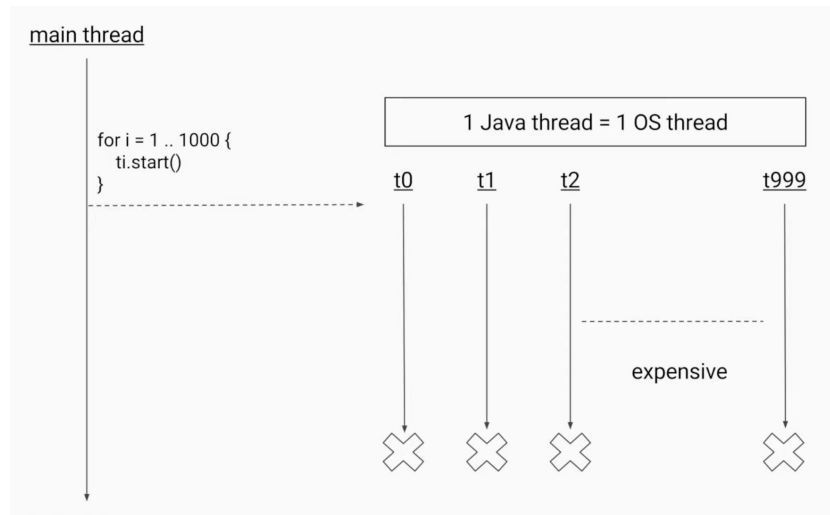 main thread
for i = 1 .. 1000 {
ti.start()
}
1 Java thread = 1 OS thread
t0
t1
t2
t999
expensive